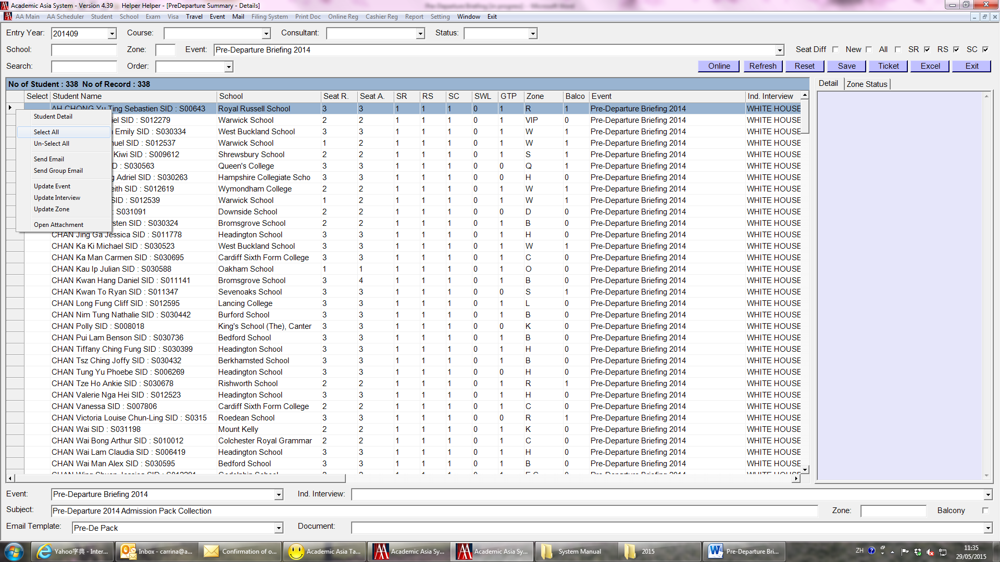 Academic Asia System - Version 4.39 Helper Helper - [PreDeparture Summary - Details]
AA Main AA Scheduler Student School Exam Visa Travel Event Mail Filing System Print Doc Online Reg Cashier Reg Report Setting Window Exit
Entry Year: 201409 Course: Consultant: Status:
School: Zone: Event: Pre-Departure Briefing 2014 Seat Diff New All SR RS SC
Search: Order: Online Refresh Reset Save Ticket Excel Exit
No of Student : 338 No of Record : 338 Detail Zone Status
Select Student Name School Seat R. Seat A. SR RS SC SWL GTP Zone Balco Event Ind. Interview
AH CHONG Yu Ting Sebastien SID : S00643 Royal Russell School 3 3 1 1 1 0 1 R 1 Pre-Departure Briefing 2014 WHITE HOUSE
Student Detail
iel SID : S012279 Warwick School 2 2 1 1 1 0 1 VIP 0 Pre-Departure Briefing 2014 WHITE HOUSE
Select All
Emily SID : S030334 West Buckland School 3 3 1 1 1 0 1 W 1 Pre-Departure Briefing 2014 WHITE HOUSE
Un-Select All
nuel SID : S012537 Warwick School 1 2 1 1 1 0 1 W 1 Pre-Departure Briefing 2014 WHITE HOUSE
Send Email
Kiwi SID : S009612 Shrewsbury School 2 2 1 1 1 0 1 S 1 Pre-Departure Briefing 2014 WHITE HOUSE
Send Group Email
D : S030563 Queen's College 3 3 1 1 1 0 0 Q 1 Pre-Departure Briefing 2014 WHITE HOUSE
g Adriel SID : S030263 Hampshire Collegiate Scho 3 3 1 1 1 0 0 H 0 Pre-Departure Briefing 2014 WHITE HOUSE
Update Event
eith SID : S012619 Wymondham College 2 2 1 1 1 0 1 W 1 Pre-Departure Briefing 2014 WHITE HOUSE
Update Interview
SID : S012539 Warwick School 1 2 1 1 1 0 1 W 1 Pre-Departure Briefing 2014 WHITE HOUSE
Update Zone
: S031091 Downside School 2 2 1 1 1 0 0 D 0 Pre-Departure Briefing 2014 WHITE HOUSE
Open Attachment
rsten SID : S030324 Bromsgrove School 2 2 1 1 1 0 1 B 0 Pre-Departure Briefing 2014 WHITE HOUSE
CHAN Jing Ga Jessica SID : S011778 Headington School 3 3 1 1 1 0 1 H 0 Pre-Departure Briefing 2014 WHITE HOUSE
CHAN Ka Ki Michael SID : S030523 West Buckland School 3 3 1 1 1 0 1 W 1 Pre-Departure Briefing 2014 WHITE HOUSE
CHAN Ka Man Carmen SID : S030695 Cardiff Sixth Form College 3 3 1 1 1 0 1 C 0 Pre-Departure Briefing 2014 WHITE HOUSE
CHAN Kau Ip Julian SID : S030588 Oakham School 1 1 1 1 1 0 1 O 0 Pre-Departure Briefing 2014 WHITE HOUSE
CHAN Kwan Hang Daniel SID : S011141 Bromsgrove School 3 4 1 1 1 0 1 B 0 Pre-Departure Briefing 2014 WHITE HOUSE
CHAN Kwan To Ryan SID : S011347 Sevenoaks School 3 3 1 1 1 0 0 S 1 Pre-Departure Briefing 2014 WHITE HOUSE
CHAN Long Fung Cliff SID : S012595 Lancing College 3 3 1 1 1 0 1 L 0 Pre-Departure Briefing 2014 WHITE HOUSE
CHAN Nim Tung Nathalie SID : S030442 Burford School 3 3 1 1 1 0 1 B 0 Pre-Departure Briefing 2014 WHITE HOUSE
CHAN Polly SID : S008018 King's School (The), Canter 3 3 1 1 1 0 0 K 0 Pre-Departure Briefing 2014 WHITE HOUSE
CHAN Pui Lam Benson SID : S030736 Bedford School 3 3 1 1 1 0 1 B 0 Pre-Departure Briefing 2014 WHITE HOUSE
CHAN Tiffany Ching Fung SID : S030399 Headington School 3 3 1 1 1 0 1 H 0 Pre-Departure Briefing 2014 WHITE HOUSE
CHAN Tsz Ching Joffy SID : S030432 Berkhamsted School 3 3 1 1 1 0 1 B 0 Pre-Departure Briefing 2014 WHITE HOUSE
CHAN Tung Yu Phoebe SID : S006269 Headington School 3 3 1 1 1 0 0 H 0 Pre-Departure Briefing 2014 WHITE HOUSE
CHAN Tze Ho Ankie SID : S030678 Rishworth School 2 2 1 1 1 0 1 R 1 Pre-Departure Briefing 2014 WHITE HOUSE
CHAN Valerie Nga Hei SID : S012523 Headington School 3 3 1 1 1 0 1 H 0 Pre-Departure Briefing 2014 WHITE HOUSE
CHAN Vanessa SID : S007806 Cardiff Sixth Form College 2 2 1 1 1 0 1 C 0 Pre-Departure Briefing 2014 WHITE HOUSE
CHAN Victoria Louise Chun-Ling SID : S0315 Roedean School 3 3 1 1 1 0 0 R 1 Pre-Departure Briefing 2014 WHITE HOUSE
CHAN Wai SID : S031198 Mount Kelly 2 2 1 1 1 0 1 K 0 Pre-Departure Briefing 2014 WHITE HOUSE
CHAN Wai Bong Arthur SID : S010012 Colchester Royal Grammar 2 2 1 1 1 0 1 C 0 Pre-Departure Briefing 2014 WHITE HOUSE
CHAN Wai Lam Claudia SID : S006419 Headington School 3 3 1 1 1 0 1 H 0 Pre-Departure Briefing 2014 WHITE HOUSE
CHAN Wai Man Alex SID : S030595 Bedford School 3 3 1 1 1 0 1 B 0 Pre-Departure Briefing 2014 WHITE HOUSE
Event: Pre-Departure Briefing 2014 Ind. Interview:
Subject: Pre-Departure 2014 Admission Pack Collection Zone: Balcony
Email Template: Pre-De Pack Document:
Yahoo字典 - Inter... Inbox - carrina@a... Confirmation of o... Academic Asia Ta... Academic Asia Sy... Academic Asia Sy... System Manual 2015 Pre-Departure Bri... ZH 11:35
29/05/2015